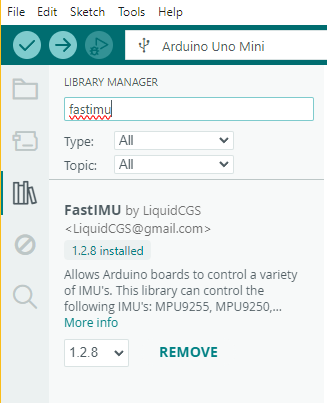 File Edit Sketch Tools Help
Arduino Uno Mini
LIBRARY MANAGER
fastimu
Type: All
Topic: All
FastIMU by LiquidCGS
<LiquidCGS@gmail.com>
1.2.8 installed
Allows Arduino boards to control a variety
of IMU's. This library can control the
following IMU's: MPU9255, MPU9250,...
More info
1.2.8 REMOVE